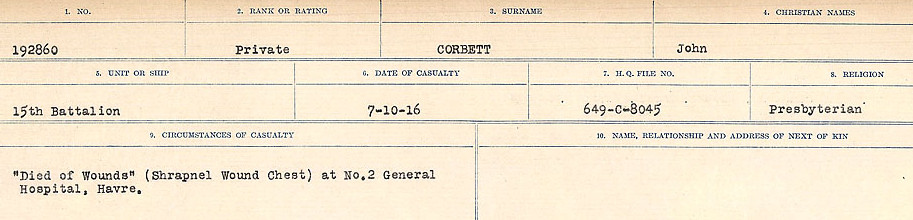 1. NO. 2. RANK OR RATING 3. SURNAME 4. CHRISTIAN NAMES
192860 Private CORBETT John
5. UNIT OR SHIP 6. DATE OF CASUALTY 7. H. Q. FILE NO. 8. RELIGION
15th Battalion 7-10-16 649-C-8045 Presbyterian
9. CIRCUMSTANCES OF CASUALTY 10. NAME, RELATIONSHIP AND ADDRESS OF NEXT OF KIN
"Died of Wounds" (Shrapnel Wound Chest) at No.2 General
Hospital, Havre.